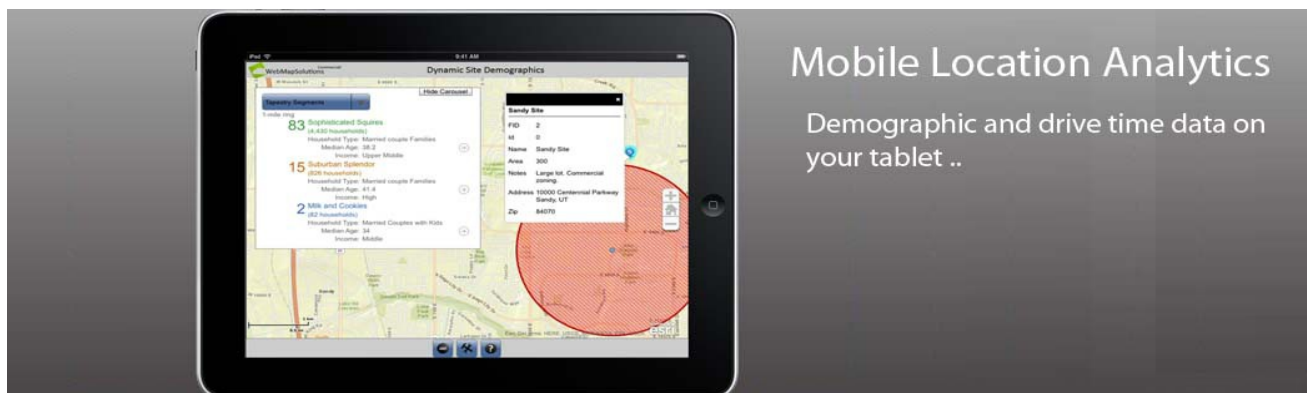 Mobile Location Analytics
Demographic and drive time data on
your tablet ..
iPad
9:41 AM
WebMapSolutions
Dynamic Site Demographics
Hide Carousel
Tapestry Segments
1-mile ring
83 Sophisticated Squires
(4,430 households)
Household Type: Married couple Families
Median Age: 38.2
Income: Upper Middle
15 Suburban Splendor
(826 households)
Household Type: Married couple Families
Median Age: 41.4
Income: High
2 Milk and Cookies
(82 households)
Household Type: Married Couples with Kids
Median Age: 34
Income: Middle
Sandy Site
FID 2
Id 0
Name Sandy Site
Area 300
Notes Large lot. Commercial
zoning.
Address 10000 Centennial Parkway
Sandy, UT
Zip 84070
Sandy
esri